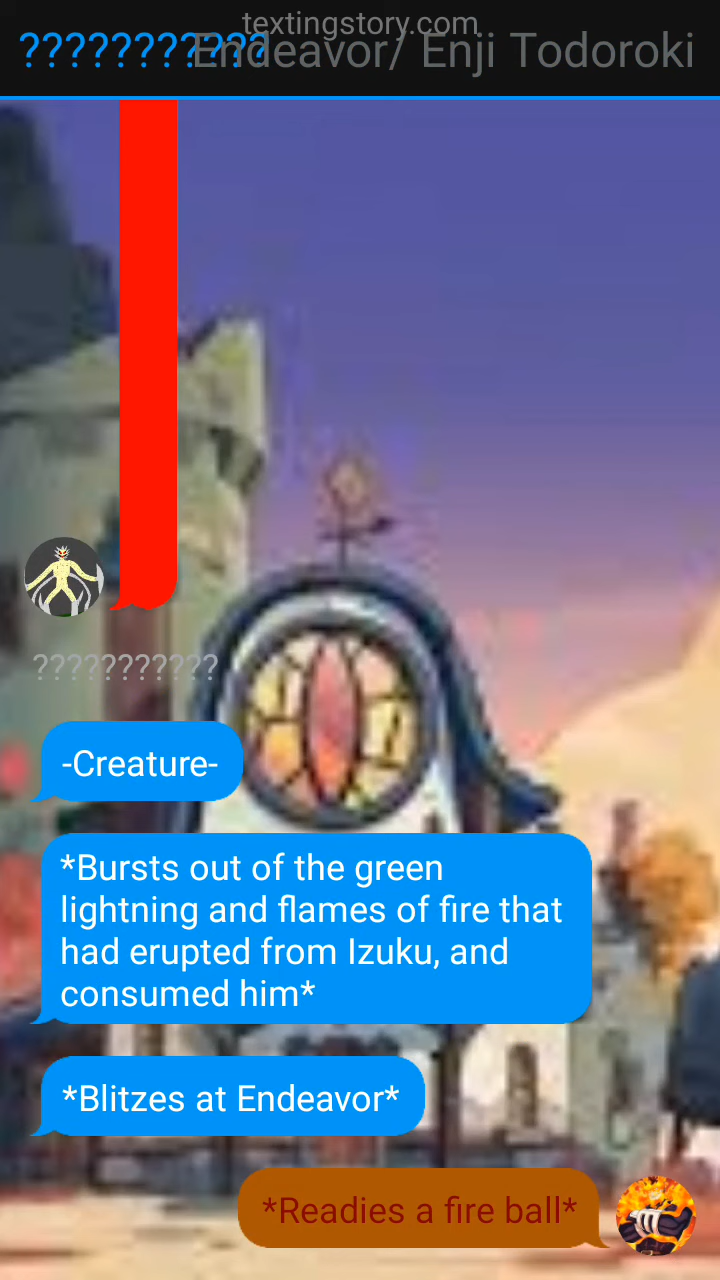 textingstory.com
???????????
Endeavor/ Enji Todoroki
???????????
-Creature-
*Bursts out of the green
lightning and flames of fire that
had erupted from Izuku, and
consumed him*
*Blitzes at Endeavor*
*Readies a fire ball*